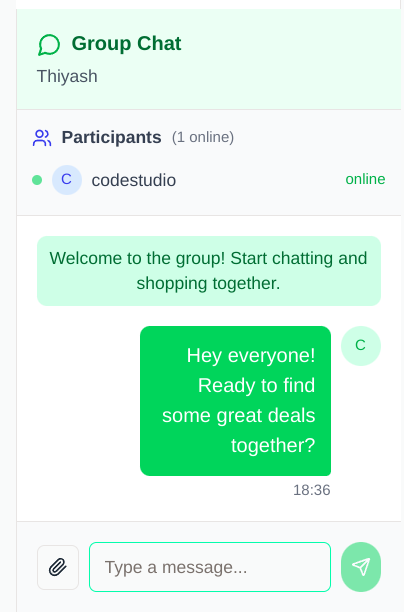 Group Chat
Thiyash
Participants (1 online)
C codestudio online
Welcome to the group! Start chatting and
shopping together.
Hey everyone!
Ready to find
some great deals
together?
C
18:36
Type a message...